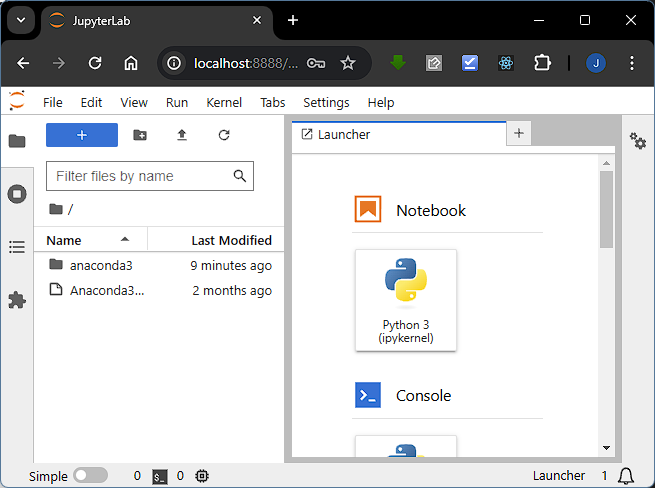 JupyterLab
localhost:8888/...
J
File Edit View Run Kernel Tabs Settings Help
+
Launcher
Filter files by name
/
Name Last Modified
anaconda3 9 minutes ago
Anaconda3... 2 months ago
Notebook
Python 3
(ipykernel)
Console
Simple 0 0 Launcher 1